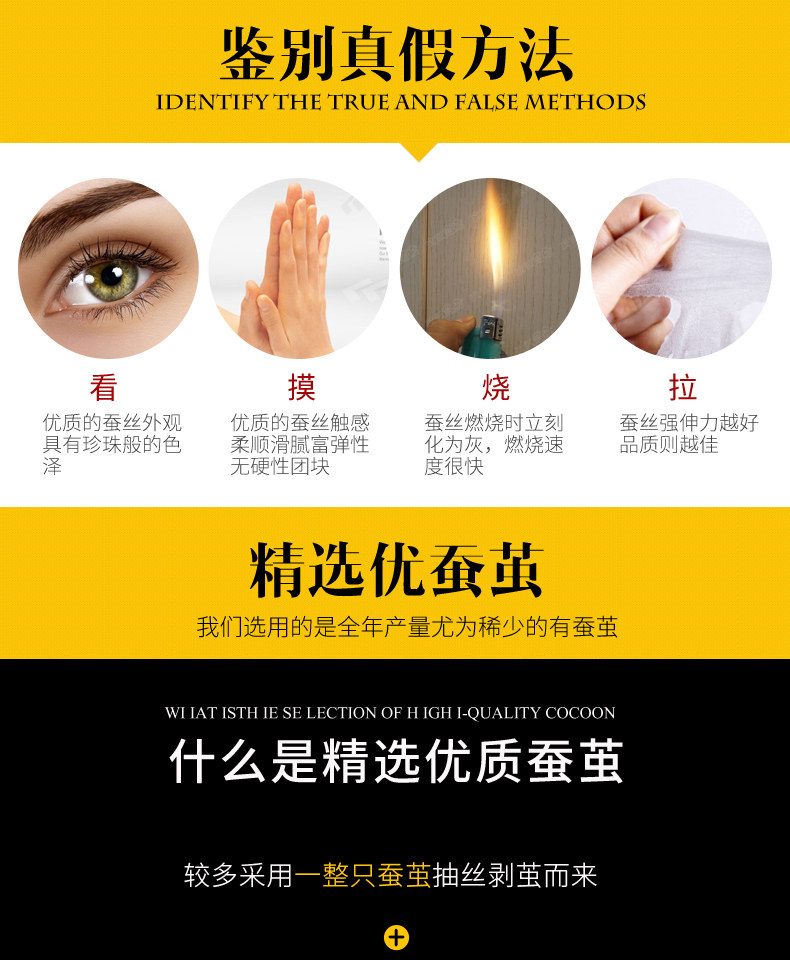 鉴别真假方法
IDENTIFY THE TRUE AND FALSE METHODS
看
优质的蚕丝外观
具有珍珠般的色
泽
摸
优质的蚕丝触感
柔顺滑腻富弹性
无硬性团块
烧
蚕丝燃烧时立刻
化为灰，燃烧速
度很快
拉
蚕丝强伸力越好
品质则越佳
精选优蚕茧
我们选用的是全年产量尤为稀少的有蚕茧
WI IAT ISTH IE SE LECTION OF H IGH I-QUALITY COCOON
什么是精选优质蚕茧
较多采用一整只蚕茧抽丝剥茧而来